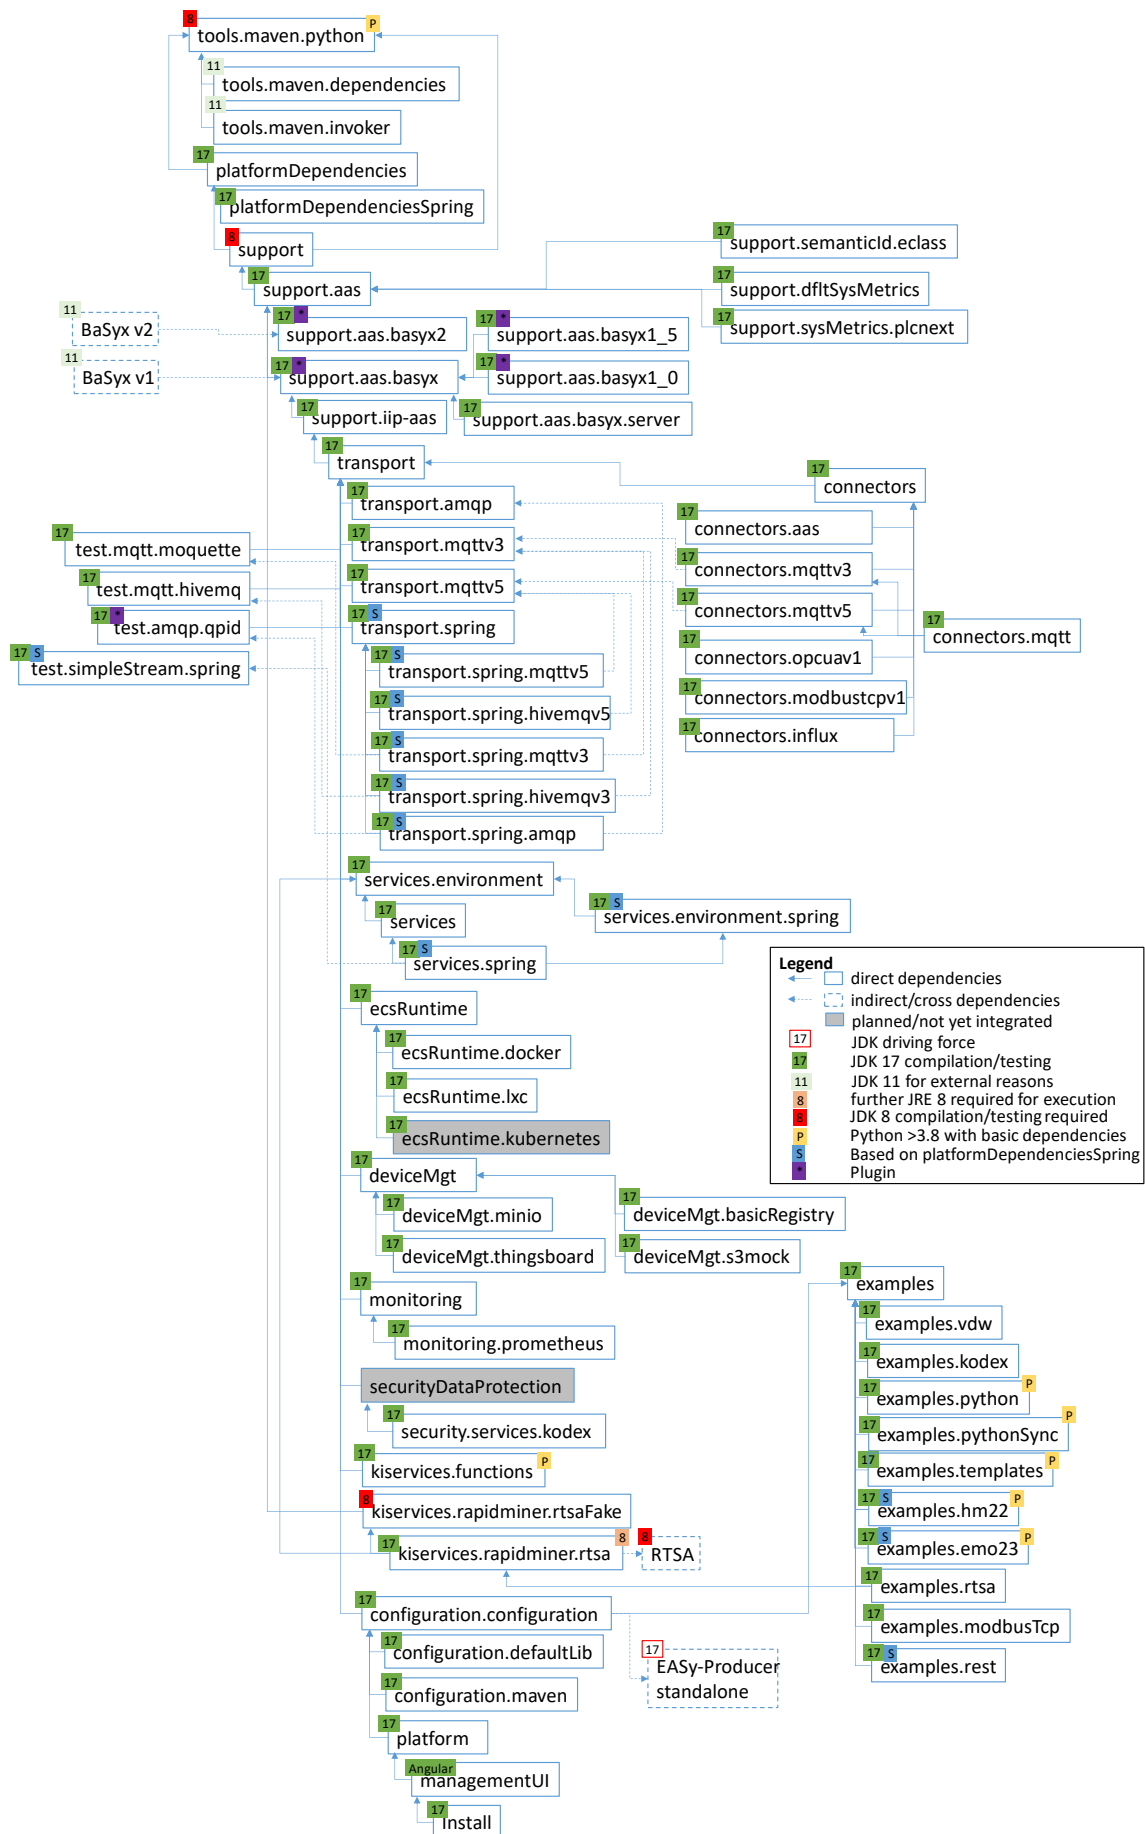 8
P
tools.maven.python
11
tools.maven.dependencies
11
tools.maven.invoker
17
platformDependencies
17
platformDependenciesSpring
8
support
17
support.semanticId.eclass
17
support.aas
17
support.dfltSysMetrics
11
BaSyx v2
17 *
support.aas.basyx2
17 *
support.aas.basyx1_5
17
support.sysMetrics.plcnext
11
BaSyx v1
17 *
support.aas.basyx
17 *
support.aas.basyx1_0
17
support.iip-aas
17
support.aas.basyx.server
17
transport
17
connectors
17
transport.amqp
17
connectors.aas
17
test.mqtt.moquette
17
transport.mqttv3
17
connectors.mqttv3
17
test.mqtt.hivemq
17
transport.mqttv5
17
connectors.mqttv5
17 *
test.amqp.qpid
17 S
transport.spring
17
connectors.mqtt
17 S
test.simpleStream.spring
17 S
transport.spring.mqttv5
17
connectors.opcuav1
17 S
transport.spring.hivemqv5
17
connectors.modbustcpv1
17 S
transport.spring.mqttv3
17
connectors.influx
17 S
transport.spring.hivemqv3
17 S
transport.spring.amqp
17
services.environment
17
services
17 S
services.environment.spring
17 S
services.spring
Legend
direct dependencies
indirect/cross dependencies
planned/not yet integrated
17 JDK driving force
17 JDK 17 compilation/testing
11 JDK 11 for external reasons
8 further JRE 8 required for execution
8 JDK 8 compilation/testing required
P Python >3.8 with basic dependencies
S Based on platformDependenciesSpring
* Plugin
17
ecsRuntime
17
ecsRuntime.docker
17
ecsRuntime.lxc
17
ecsRuntime.kubernetes
17
deviceMgt
17
deviceMgt.minio
17
deviceMgt.basicRegistry
17
deviceMgt.thingsboard
17
deviceMgt.s3mock
17
monitoring
17
examples
17
monitoring.prometheus
17
examples.vdw
17
examples.kodex
securityDataProtection
17
P
examples.python
17
security.services.kodex
17
P
examples.pythonSync
17
P
kiservices.functions
17
P
examples.templates
8
kiservices.rapidminer.rtsaFake
17 S
P
examples.hm22
17
8
kiservices.rapidminer.rtsa
8
RTSA
17 S
P
examples.emo23
17
examples.rtsa
17
configuration.configuration
17
examples.modbusTcp
17
configuration.defaultLib
17
EASy-Producer
standalone
17 S
examples.rest
17
configuration.maven
17
platform
Angular
managementUI
17
Install